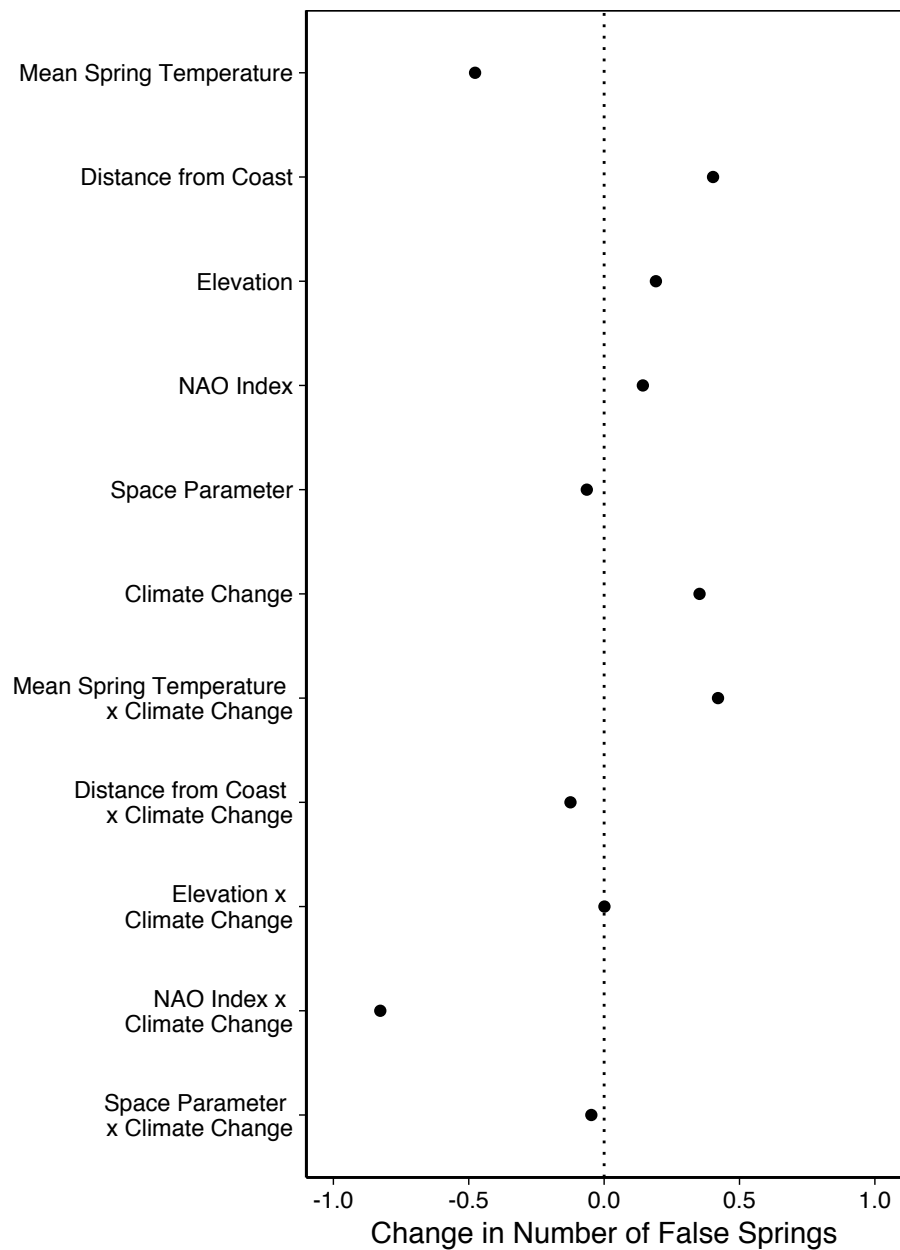 Mean Spring Temperature
Distance from Coast
Elevation
NAO Index
Space Parameter
Climate Change
Mean Spring Temperature
x Climate Change
Distance from Coast
x Climate Change
Elevation x
Climate Change
NAO Index x
Climate Change
Space Parameter
x Climate Change
-1.0 -0.5 0.0 0.5 1.0
Change in Number of False Springs